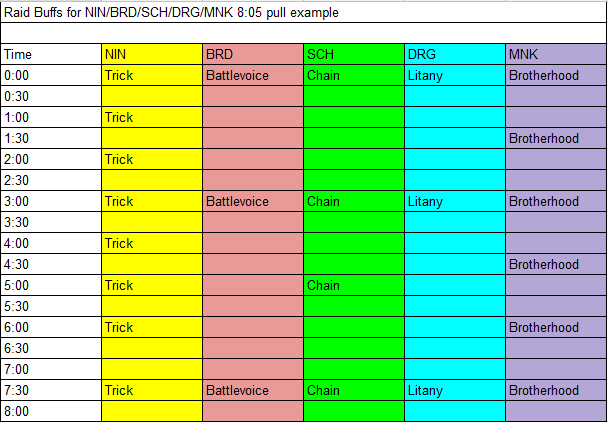 Raid Buffs for NIN/BRD/SCH/DRG/MNK 8:05 pull example
Time NIN BRD SCH DRG MNK
0:00 Trick Battlevoice Chain Litany Brotherhood
0:30
1:00 Trick
1:30 Brotherhood
2:00 Trick
2:30
3:00 Trick Battlevoice Chain Litany Brotherhood
3:30
4:00 Trick
4:30 Brotherhood
5:00 Trick Chain
5:30
6:00 Trick Brotherhood
6:30
7:00
7:30 Trick Battlevoice Chain Litany Brotherhood
8:00